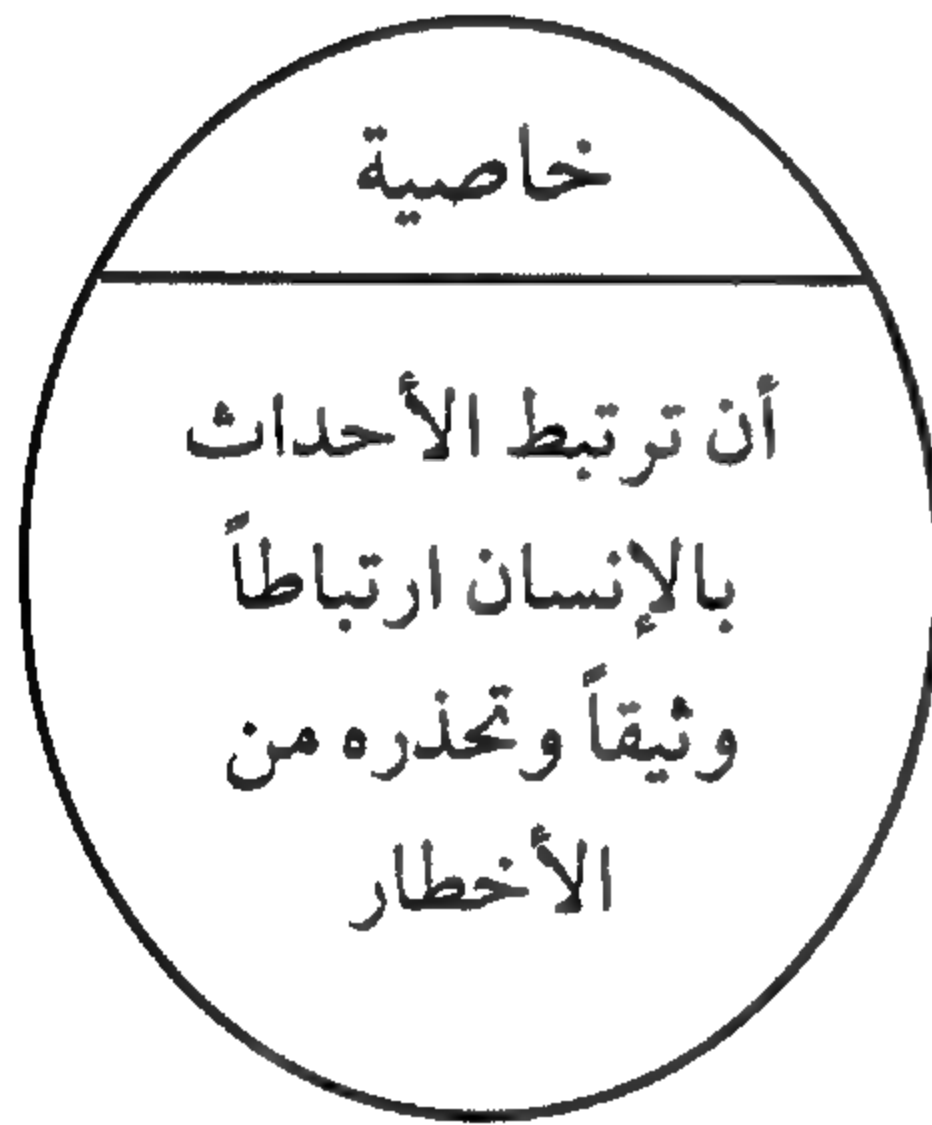 خاصية
أن ترتبط الأحداث
بالإنسان ارتباطاً
وثيقاً وتحذره من
الأخطار